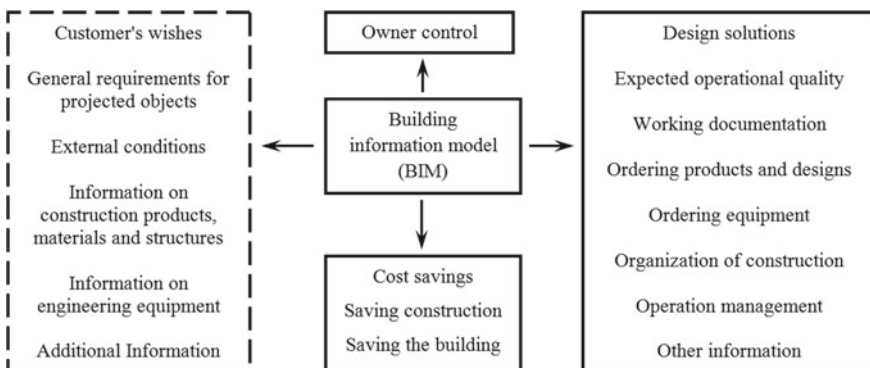 Customer's wishes
General requirements for
projected objects
External conditions
Information on
construction products,
materials and structures
Information on
engineering equipment
Additional Information
Owner control
Building
information model
(BIM)
Cost savings
Saving construction
Saving the building
Design solutions
Expected operational quality
Working documentation
Ordering products and designs
Ordering equipment
Organization of construction
Operation management
Other information